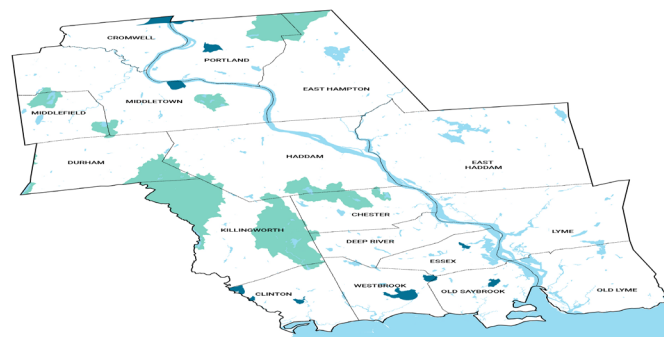 CROMWELL
PORTLAND
EAST HAMPTON
MIDDLETOWN
MIDDLEFIELD
DURHAM
HADDAM
EAST
HADDAM
CHESTER
KILLINGWORTH
LYME
DEEP RIVER
ESSEX
WESTBROOK
OLD SAYBROOK
OLD LYME
CLINTON